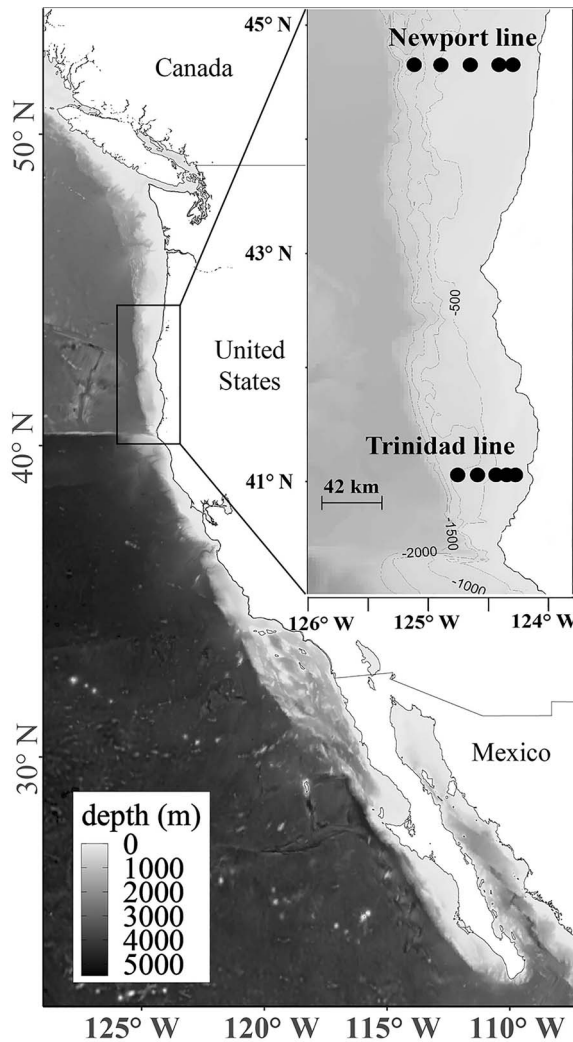 45° N
Newport line
Canada
50° N
43° N
-500
United
States
Trinidad line
40° N
41° N
42 km
-1500
-2000
-1000
126° W
125° W
124° W
30° N
Mexico
depth (m)
0
1000
2000
3000
4000
5000
125° W
120° W
115° W
110° W